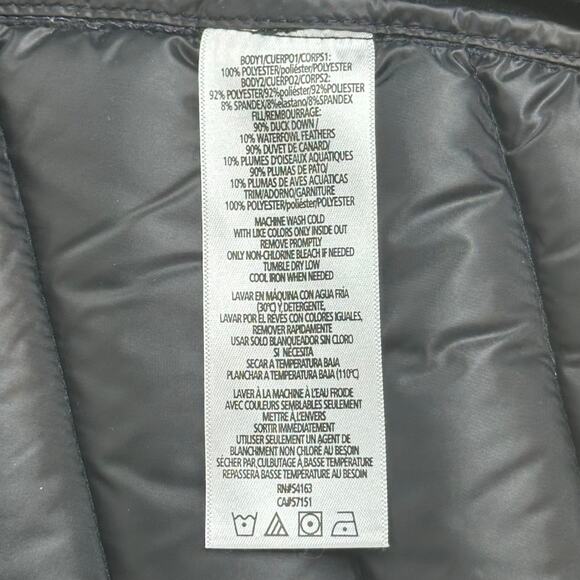 BODY1/CUERPO1/CORPS1:
100% POLYESTER/poliéster/POLYESTER
BODY2/CUERPO2/CORPS2:
92% POLYESTER/92%poliéster/92%POLYESTER
8% SPANDEX/8%elastano/8%SPANDEX
FILL/REMBOURRAGE:
90% DUCK DOWN/
10% WATERFOWL FEATHERS
90% DUVET DE CANARD/
10% PLUMES D'OISEAUX AQUATIQUES
90% PLUMAS DE PATO/
10% PLUMAS DE AVES ACUATICAS
TRIM/ADORNO/GARNITURE
100% POLYESTER/poliéster/POLYESTER
MACHINE WASH COLD
WITH LIKE COLORS ONLY INSIDE OUT
REMOVE PROMPTLY
ONLY NON-CHLORINE BLEACH IF NEEDED
TUMBLE DRY LOW
COOL IRON WHEN NEEDED
LAVAR EN MÁQUINA CON AGUA FRÍA
(30°C) Y DETERGENTE,
LAVAR POR EL REVÉS CON COLORES IGUALES,
REMOVER RAPIDAMENTE
USAR SOLO BLANQUEADOR SIN CLORO
SI NECESITA
SECAR A TEMPERATURA BAJA
PLANCHAR A TEMPERATURA BAJA (110°C)
LAVER À LA MACHINE À L'EAU FROIDE
AVEC COULEURS SEMBLABLES SEULEMENT
METTRE À L'ENVERS
SORTIR IMMÉDIATEMENT
UTILISER SEULEMENT UN AGENT DE
BLANCHIMENT NON CHLORÉ AU BESOIN
SÉCHER PAR CULBUTAGE À BASSE TEMPÉRATURE
REPASSERA BASSE TEMPÉRATURE AU BESOIN
RN#54163
CA#57151